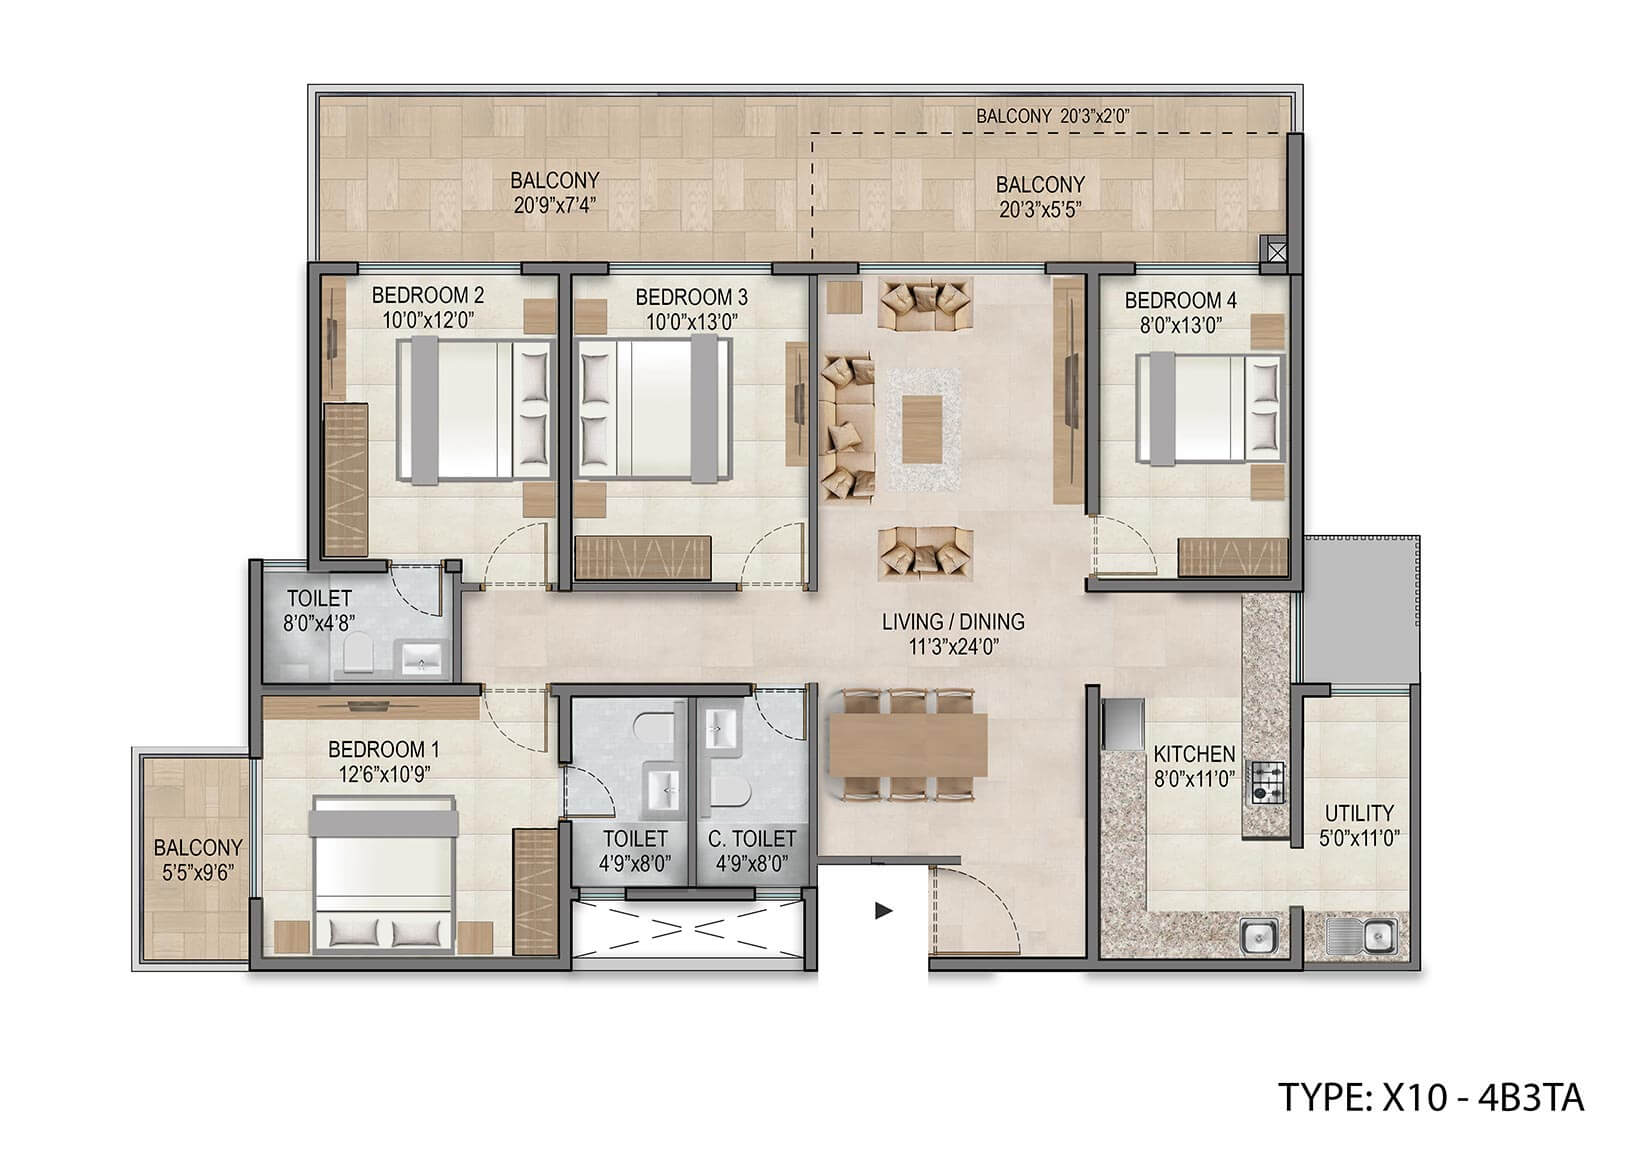 BALCONY 20'3"x2'0"
BALCONY
20'9"x7'4"
BALCONY
20'3"x5'5"
BEDROOM 2
10'0"x12'0"
BEDROOM 3
10'0"x13'0"
BEDROOM 4
8'0"x13'0"
TOILET
8'0"x4'8"
LIVING / DINING
11'3"x24'0"
BEDROOM 1
12'6"x10'9"
KITCHEN
8'0"x11'0"
UTILITY
5'0"x11'0"
BALCONY
5'5"x9'6"
TOILET
4'9"x8'0"
C. TOILET
4'9"x8'0"
TYPE: X10 - 4B3TA